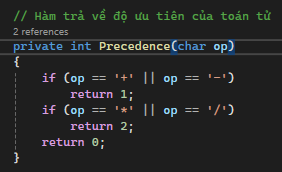 // Hàm trả về độ ưu tiên của toán tử
2 references
private int Precedence(char op)
{
    if (op == '+' || op == '-')
        return 1;
    if (op == '*' || op == '/')
        return 2;
    return 0;
}